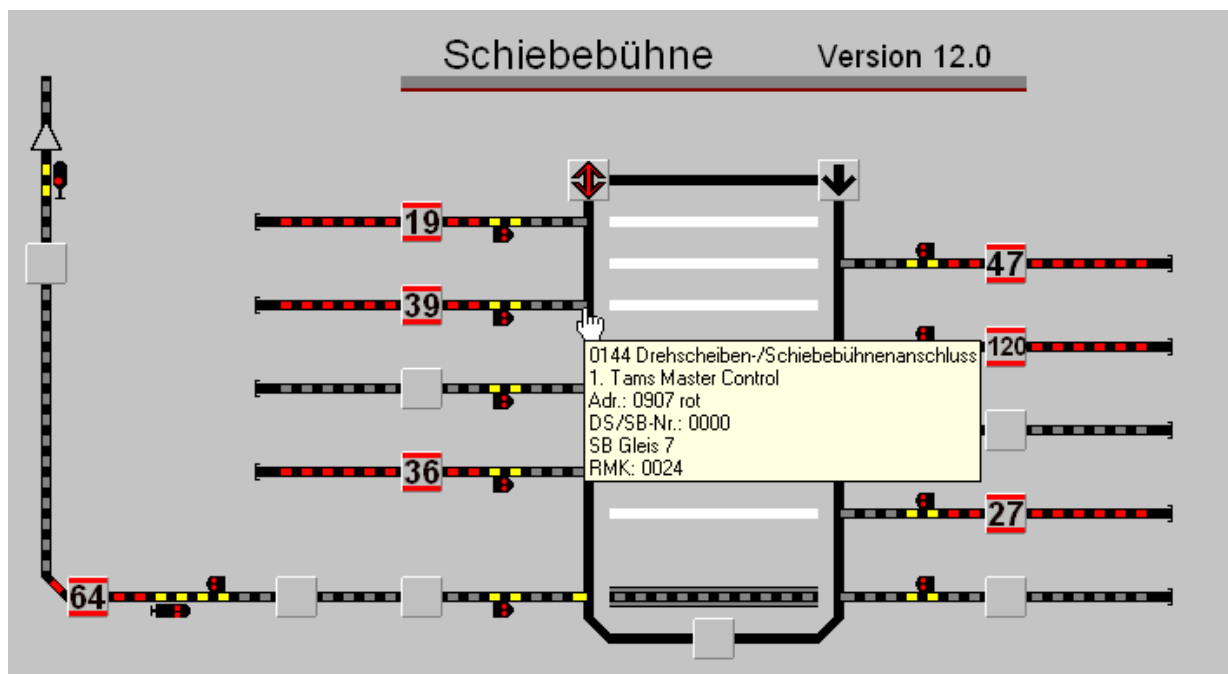 Schiebebühne Version 12.0
19
47
39
120
0144 Drehscheiben-/Schiebebühnenanschluss
1. Tams Master Control
Adr.: 0907 rot
DS/SB-Nr.: 0000
SB Gleis 7
RMK: 0024
36
27
64